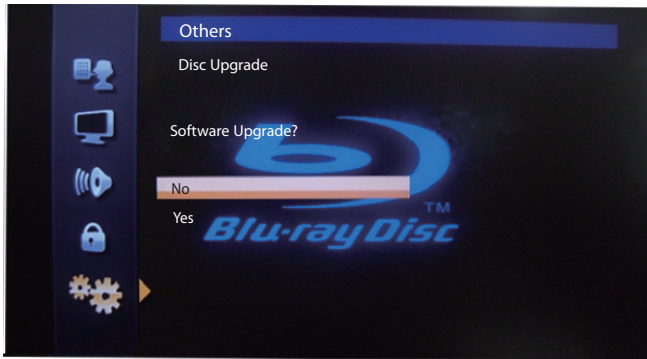 Others
Disc Upgrade
Software Upgrade?
No
Yes
TM
Blu-ray Disc